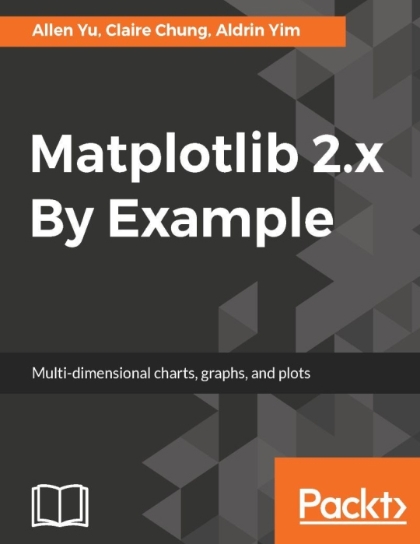 Allen Yu, Claire Chung, Aldrin Yim
Matplotlib 2.x
By Example
Multi-dimensional charts, graphs, and plots
Packt>